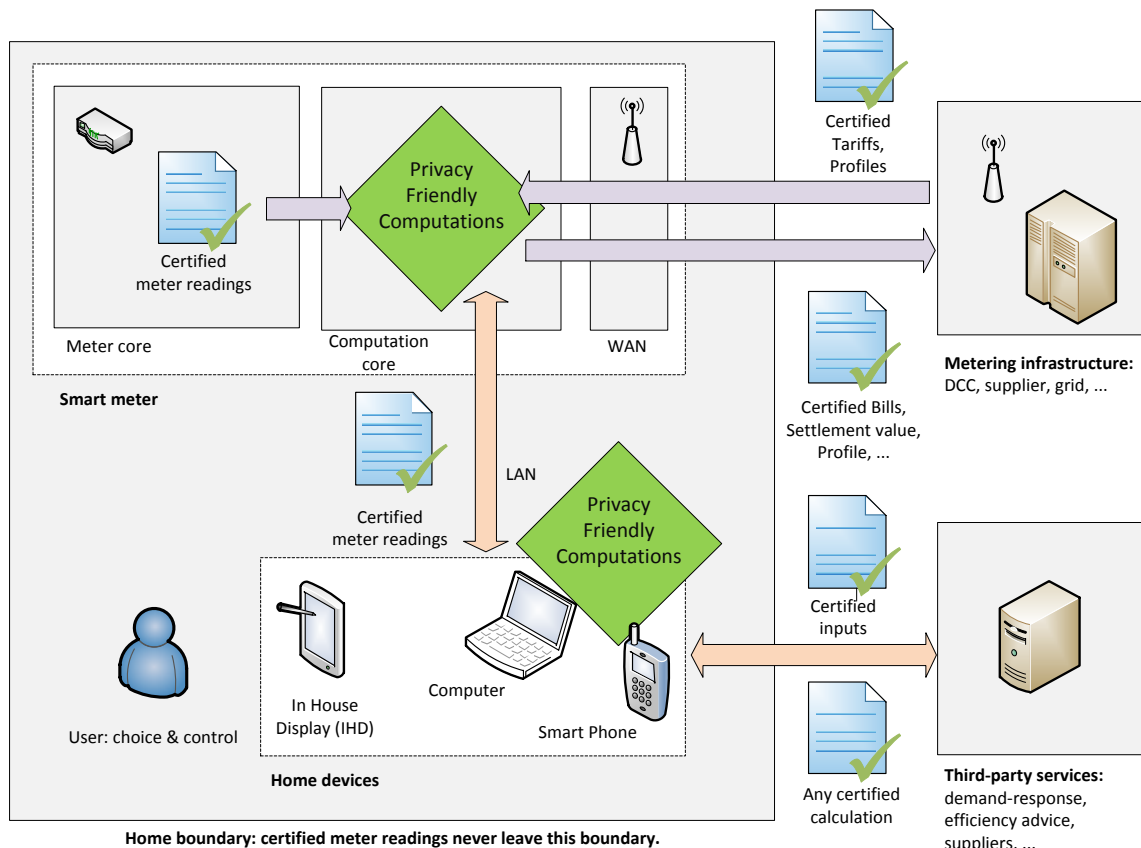 Certified
Tariffs,
Profiles
Privacy
Friendly
Computations
Certified
meter readings
Meter core
Computation
core
WAN
Smart meter
Metering infrastructure:
DCC, supplier, grid, ...
Certified Bills,
Settlement value,
Profile, ...
Certified
meter readings
LAN
Privacy
Friendly
Computations
Certified
inputs
Computer
In House
Display (IHD)
Smart Phone
User: choice & control
Home devices
Any certified
calculation
Third-party services:
demand-response,
efficiency advice,
suppliers, ...
Home boundary: certified meter readings never leave this boundary.